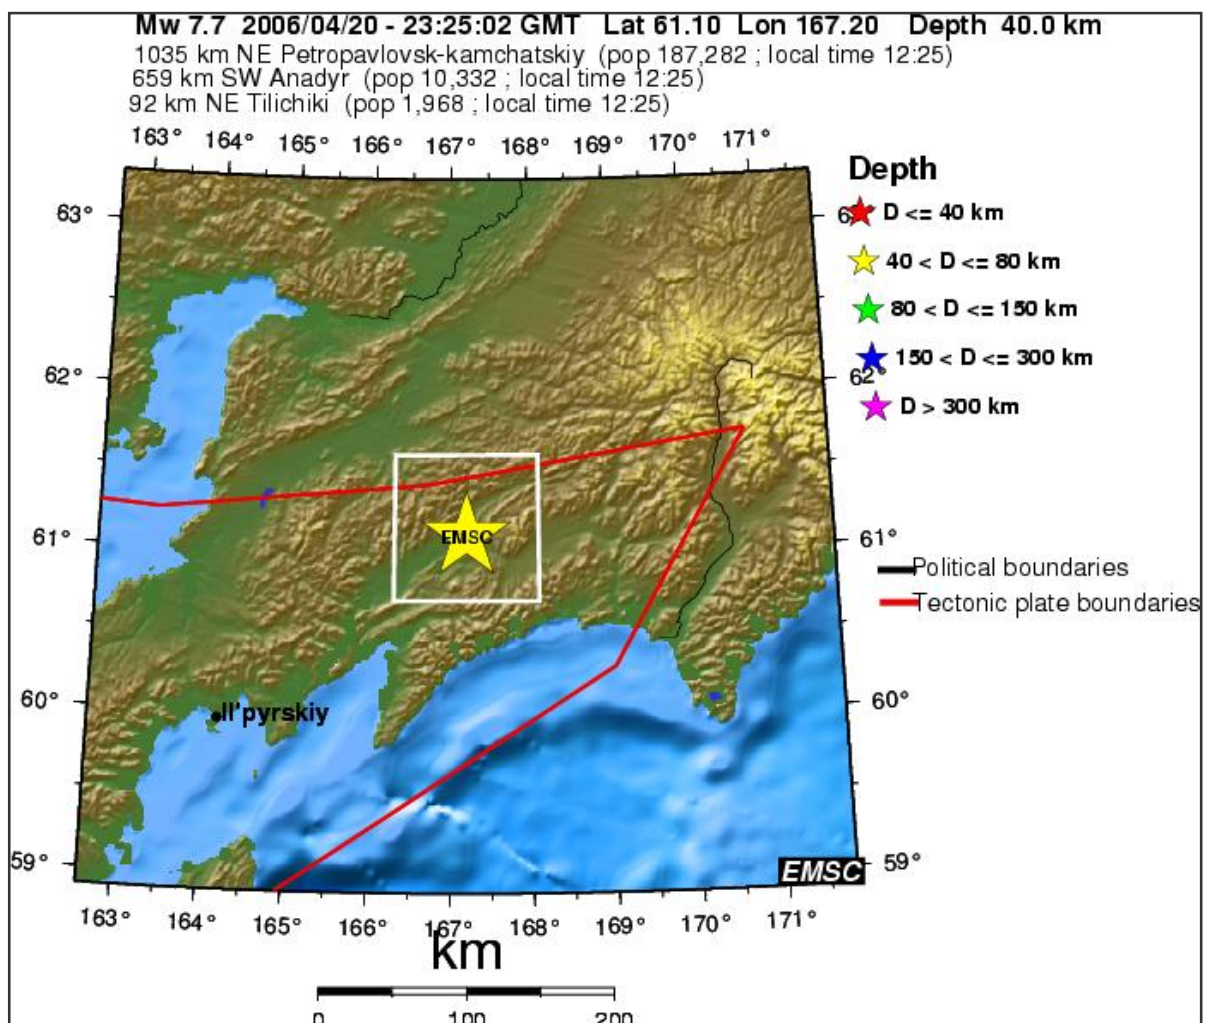 Mw 7.7 2006/04/20 - 23:25:02 GMT Lat 61.10 Lon 167.20 Depth 40.0 km
1035 km NE Petropavlovsk-kamchatskiy (pop 187,282 ; local time 12:25)
659 km SW Anadyr (pop 10,332 ; local time 12:25)
92 km NE Tilichiki (pop 1,968 ; local time 12:25)
163° 164° 165° 166° 167° 168° 169° 170° 171°
Depth
63°
D <= 40 km
40 < D <= 80 km
80 < D <= 150 km
150 < D <= 300 km
62° 62°
D > 300 km
61° EMSC 61°
Political boundaries
Tectonic plate boundaries
60° 60°
Il'pyrskiy
59° EMSC 59°
163° 164° 165° 166° 167° 168° 169° 170° 171°
km
0 100 200